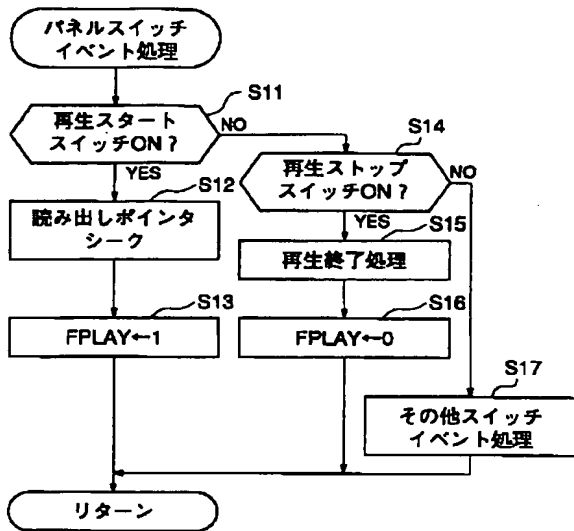 パネルスイッチ
イベント処理
S11
再生スタート
スイッチON？
NO
YES
S12
読み出しポインタ
シーク
S13
FPLAY←1
S14
再生ストップ
スイッチON？
NO
YES
S15
再生終了処理
S16
FPLAY←0
S17
その他スイッチ
イベント処理
リターン